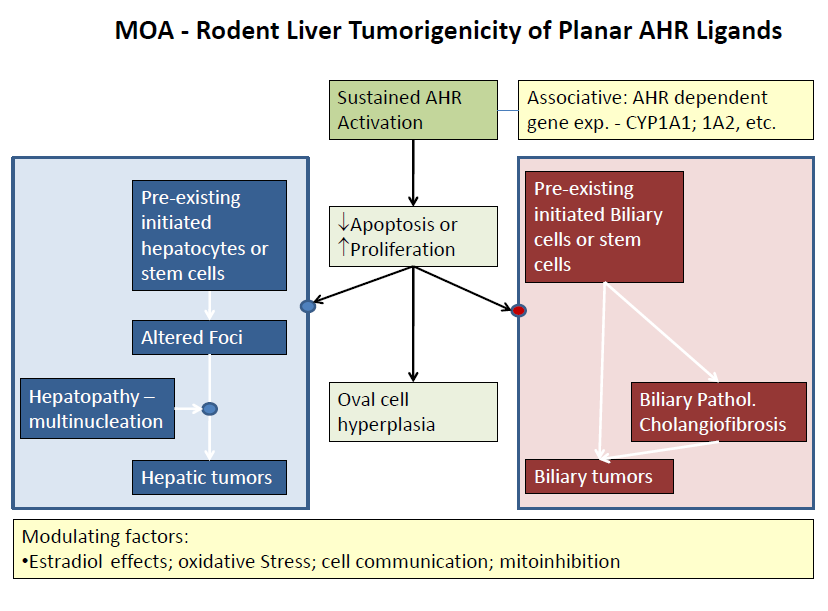 MOA - Rodent Liver Tumorigenicity of Planar AHR Ligands
Sustained AHR
Activation
Associative: AHR dependent
gene exp. - CYP1A1; 1A2, etc.
Pre-existing
initiated
hepatocytes or
stem cells
↓Apoptosis or
↑Proliferation
Pre-existing
initiated Biliary
cells or stem
cells
Altered Foci
Hepatopathy –
multinucleation
Oval cell
hyperplasia
Biliary Pathol.
Cholangiofibrosis
Hepatic tumors
Biliary tumors
Modulating factors:
•Estradiol effects; oxidative Stress; cell communication; mitoinhibition